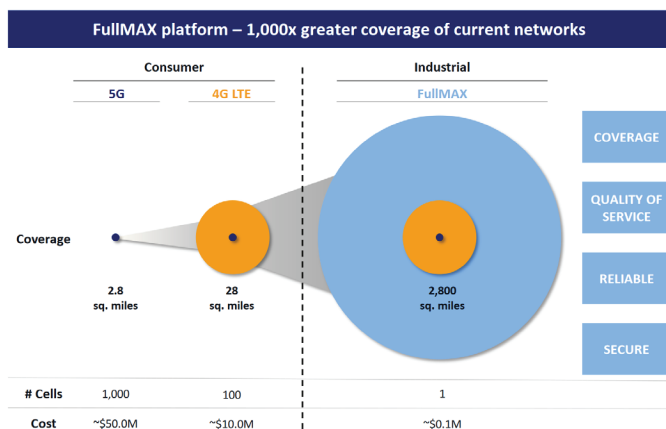 FullMAX platform – 1,000x greater coverage of current networks
Consumer
Industrial
5G
4G LTE
FullMAX
COVERAGE
QUALITY OF
SERVICE
RELIABLE
SECURE
Coverage
2.8
sq. miles
28
sq. miles
2,800
sq. miles
# Cells 1,000 100 1
Cost ~$50.0M ~$10.0M ~$0.1M